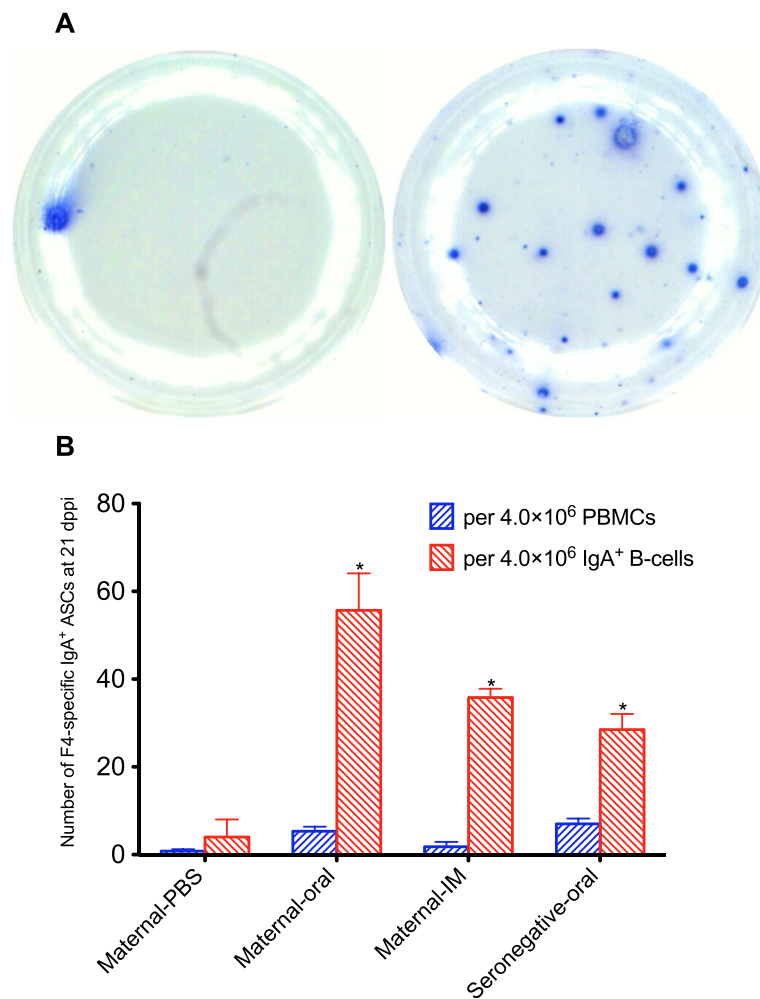 A
B
Number of F4-specific IgA⁺ ASCs at 21 dppi
80
60
40
20
0
per 4.0×10⁶ PBMCs
per 4.0×10⁶ IgA⁺ B-cells
*
*
*
Maternal-PBS
Maternal-oral
Maternal-IM
Seronegative-oral